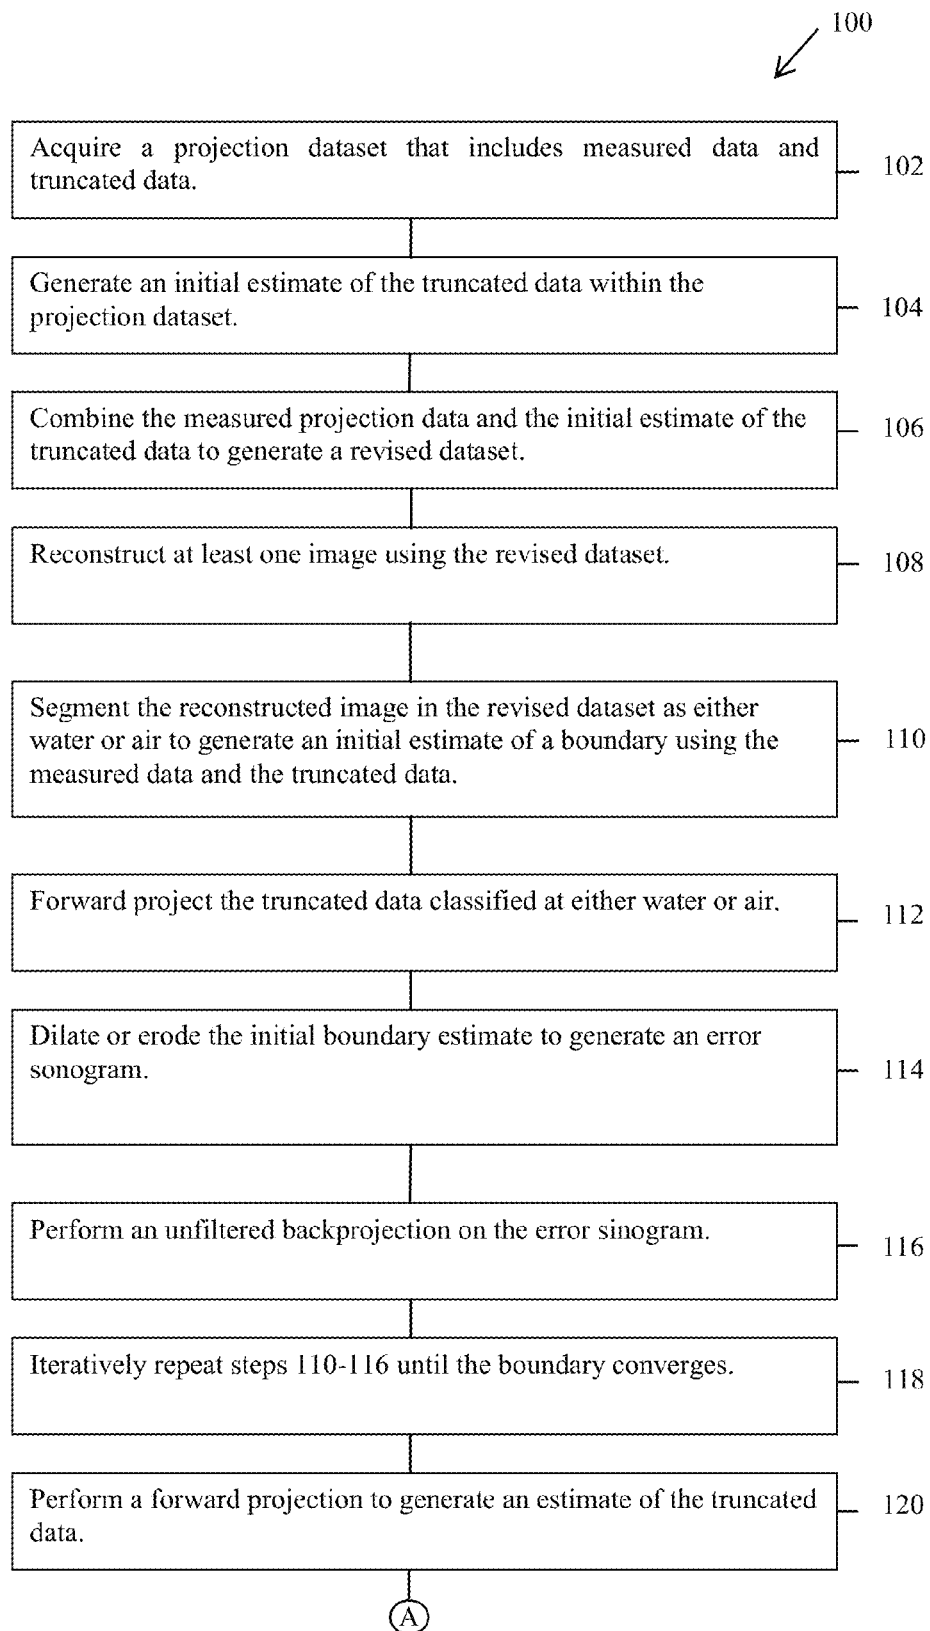 100
Acquire a projection dataset that includes measured data and
truncated data.
102
Generate an initial estimate of the truncated data within the
projection dataset.
104
Combine the measured projection data and the initial estimate of the
truncated data to generate a revised dataset.
106
Reconstruct at least one image using the revised dataset.
108
Segment the reconstructed image in the revised dataset as either
water or air to generate an initial estimate of a boundary using the
measured data and the truncated data.
110
Forward project the truncated data classified at either water or air.
112
Dilate or erode the initial boundary estimate to generate an error
sonogram.
114
Perform an unfiltered backprojection on the error sinogram.
116
Iteratively repeat steps 110-116 until the boundary converges.
118
Perform a forward projection to generate an estimate of the truncated
data.
120
A